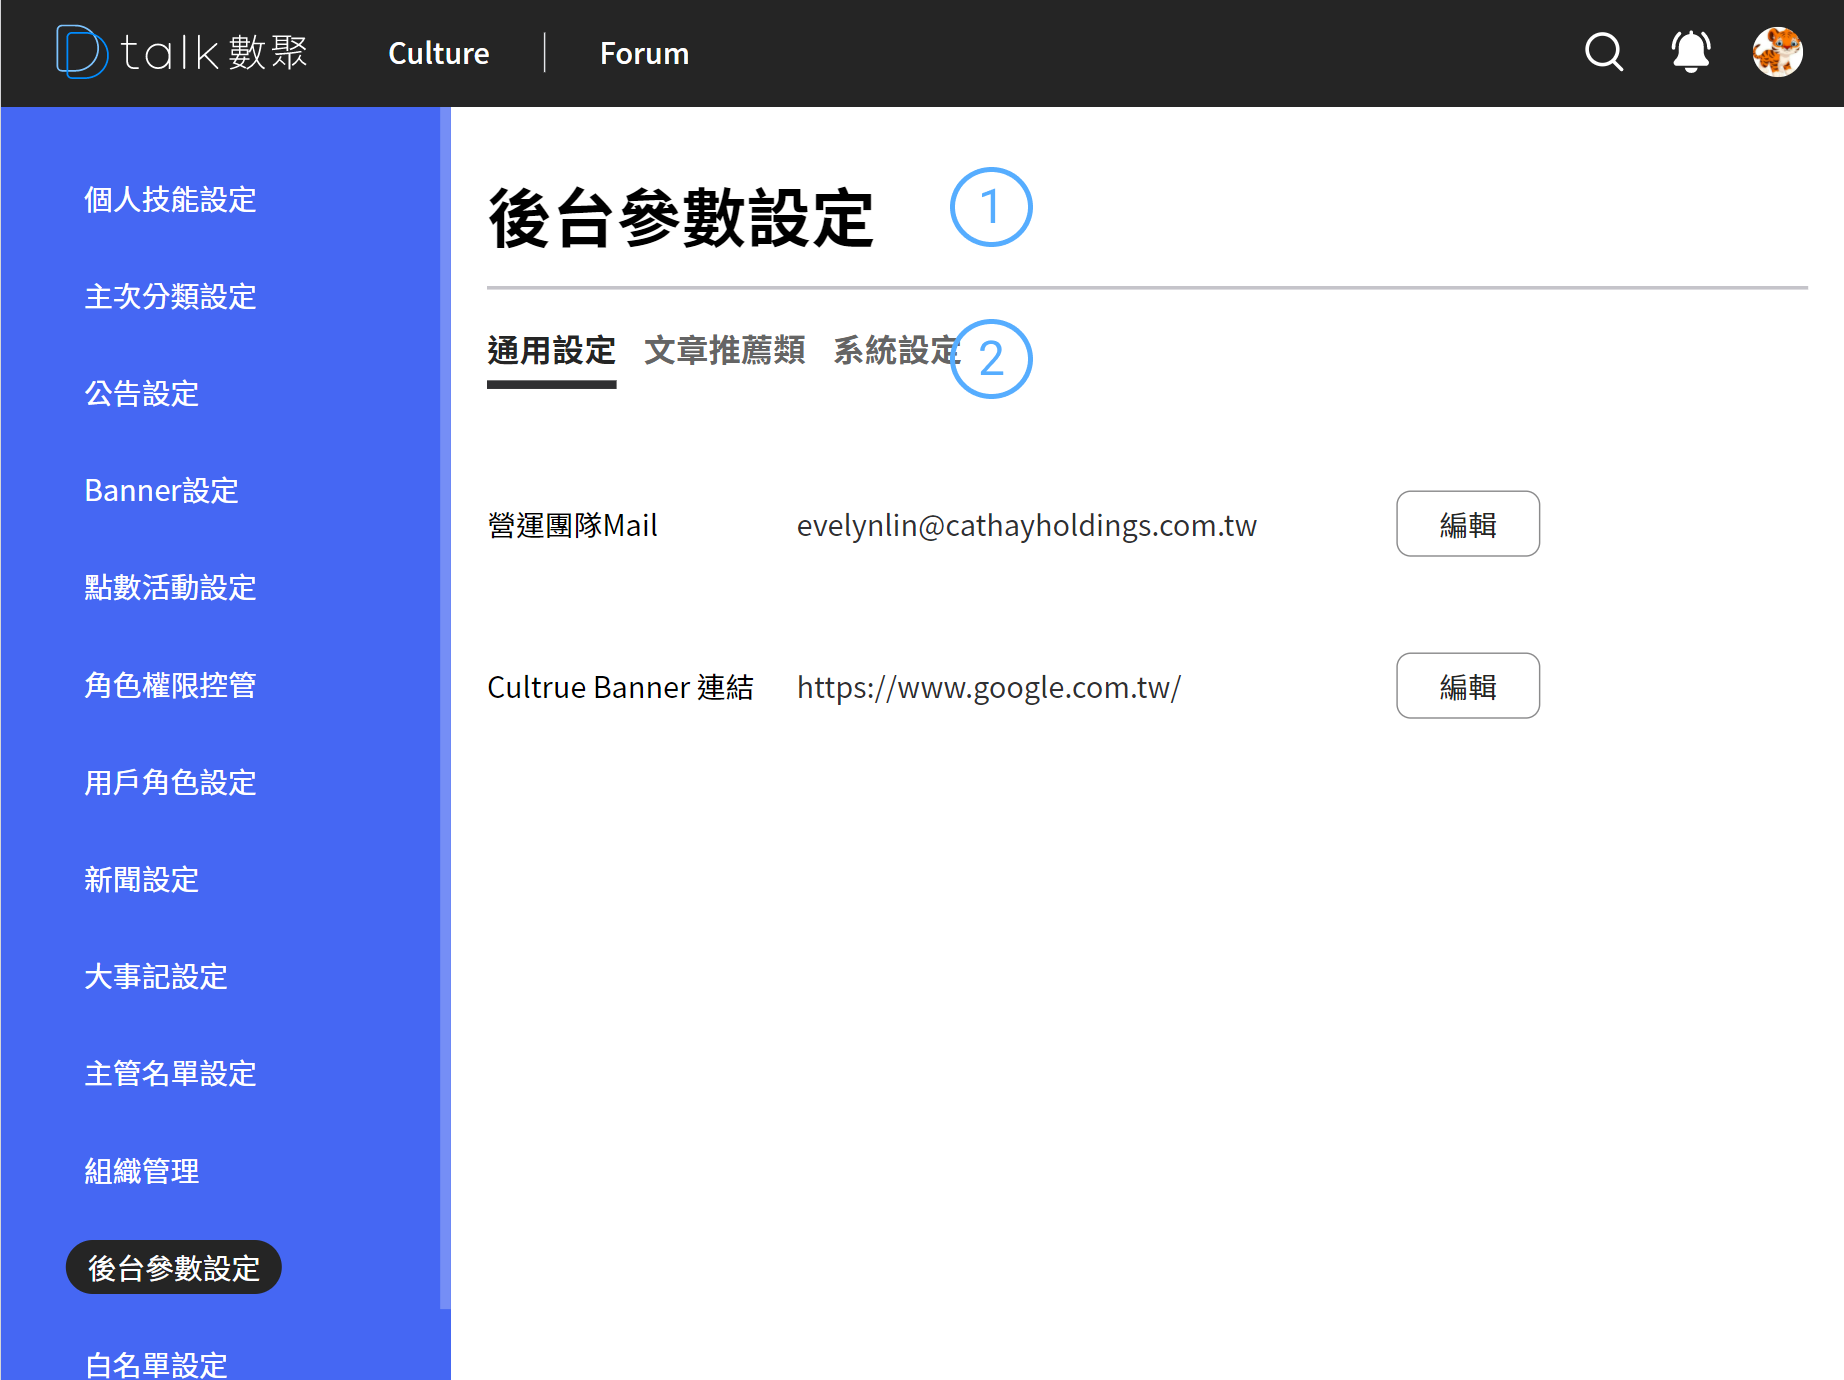 Dtalk數聚
Culture
Forum
個人技能設定
主次分類設定
公告設定
Banner設定
點數活動設定
角色權限控管
用戶角色設定
新聞設定
大事記設定
主管名單設定
組織管理
後台參數設定
白名單設定
後台參數設定
1
通用設定 文章推薦類 系統設定
2
營運團隊Mail evelynlin@cathayholdings.com.tw 編輯
Cultrue Banner 連結 https://www.google.com.tw/ 編輯